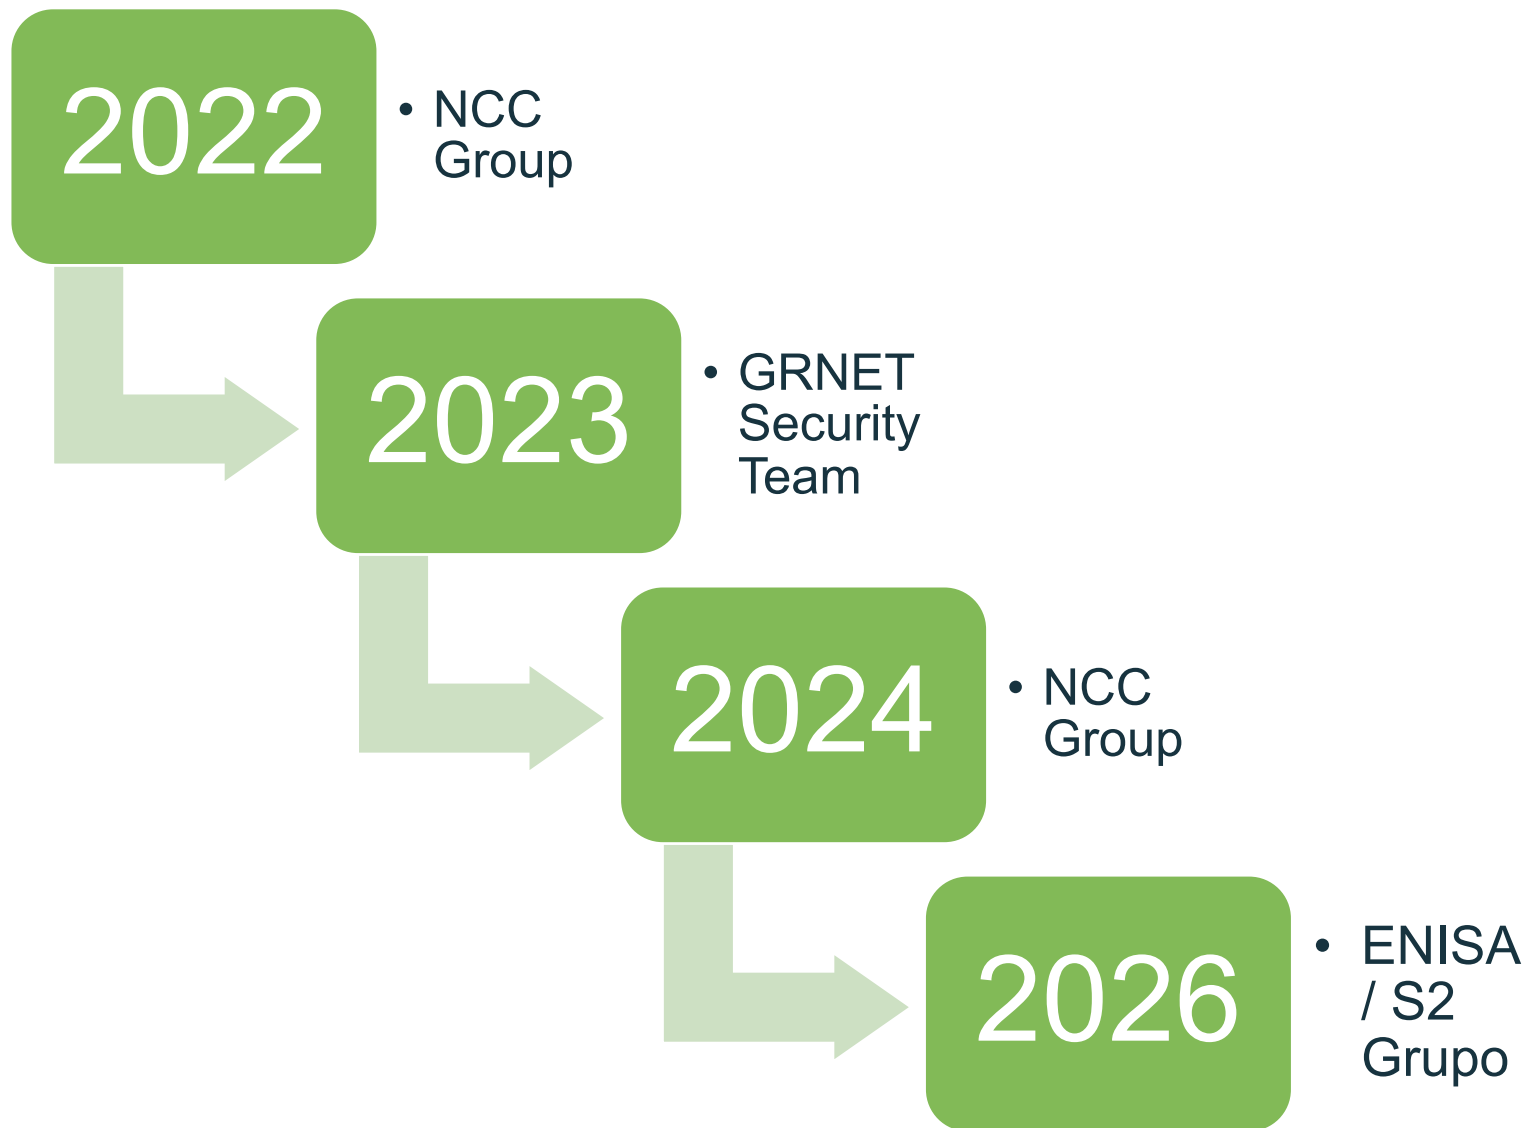 2022
• NCC
Group
2023
• GRNET
Security
Team
2024
• NCC
Group
2026
• ENISA
/ S2
Grupo